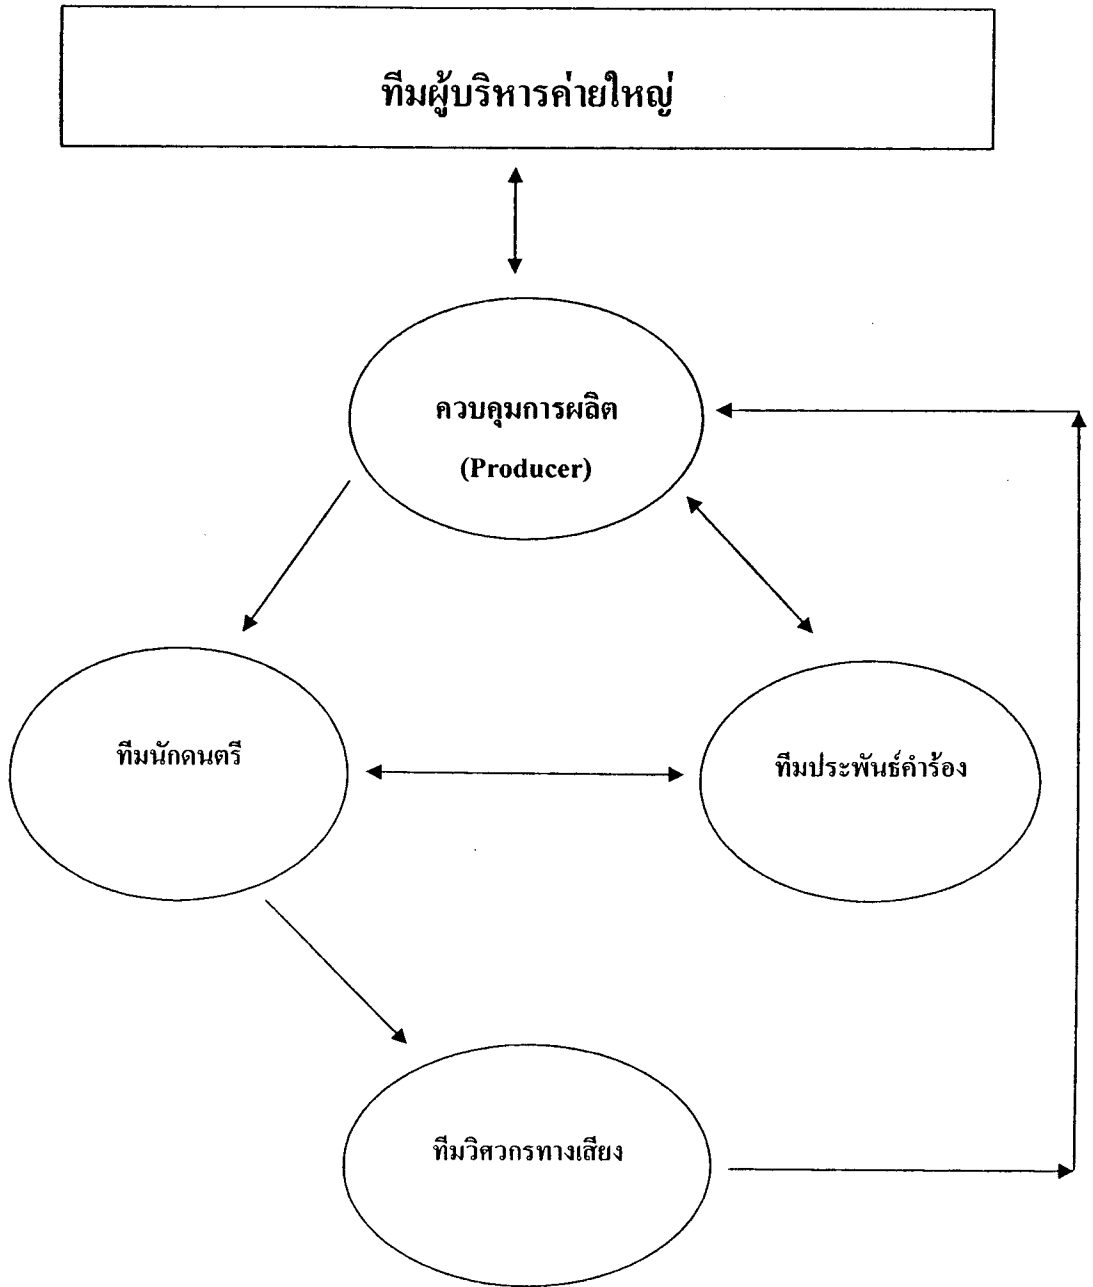 ทีมผู้บริหารค่ายใหญ่
ควบคุมการผลิต
(Producer)
ทีมนักดนตรี
ทีมประพันธ์คำร้อง
ทีมวิศวกรทางเสียง